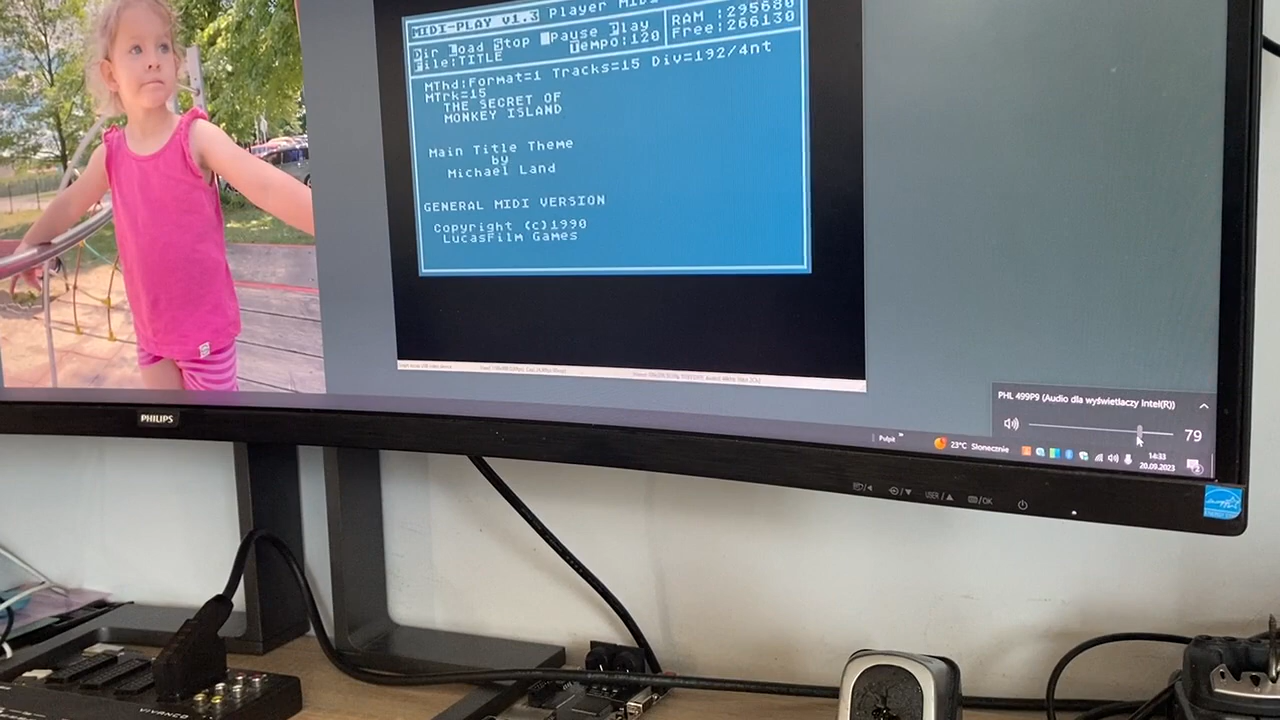 MIDI-PLAY v1.3 Player MIDI
RAM :295680
Dir Load Stop Pause Play
Free:266130
File:TITLE Tempo:120
MThd:Format=1 Tracks=15 Div=192/4nt
MTrk=15
THE SECRET OF
MONKEY ISLAND
Main Title Theme
by
Michael Land
GENERAL MIDI VERSION
Copyright (c)1990
LucasFilm Games
PHL 499P9 (Audio dla wyświetlaczy Intel(R))
79
Pulpit
23°C Słonecznie
14:33
20.09.2023
PHILIPS
USER
OK